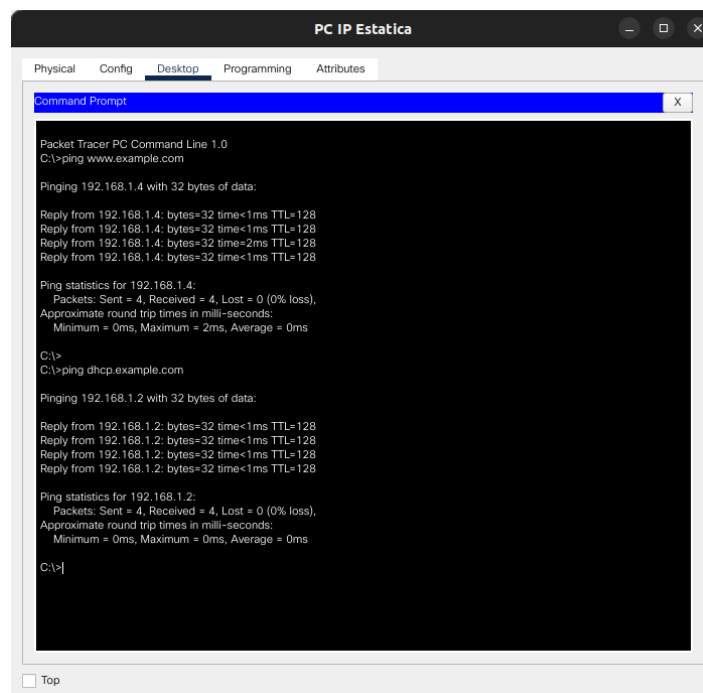 PC IP Estatica
Physical Config Desktop Programming Attributes
Command Prompt X
Packet Tracer PC Command Line 1.0
C:\>ping www.example.com
Pinging 192.168.1.4 with 32 bytes of data:
Reply from 192.168.1.4: bytes=32 time<1ms TTL=128
Reply from 192.168.1.4: bytes=32 time<1ms TTL=128
Reply from 192.168.1.4: bytes=32 time=2ms TTL=128
Reply from 192.168.1.4: bytes=32 time<1ms TTL=128
Ping statistics for 192.168.1.4:
Packets: Sent = 4, Received = 4, Lost = 0 (0% loss),
Approximate round trip times in milli-seconds:
Minimum = 0ms, Maximum = 2ms, Average = 0ms
C:\>
C:\>ping dhcp.example.com
Pinging 192.168.1.2 with 32 bytes of data:
Reply from 192.168.1.2: bytes=32 time<1ms TTL=128
Reply from 192.168.1.2: bytes=32 time<1ms TTL=128
Reply from 192.168.1.2: bytes=32 time<1ms TTL=128
Reply from 192.168.1.2: bytes=32 time<1ms TTL=128
Ping statistics for 192.168.1.2:
Packets: Sent = 4, Received = 4, Lost = 0 (0% loss),
Approximate round trip times in milli-seconds:
Minimum = 0ms, Maximum = 0ms, Average = 0ms
C:\>
Top